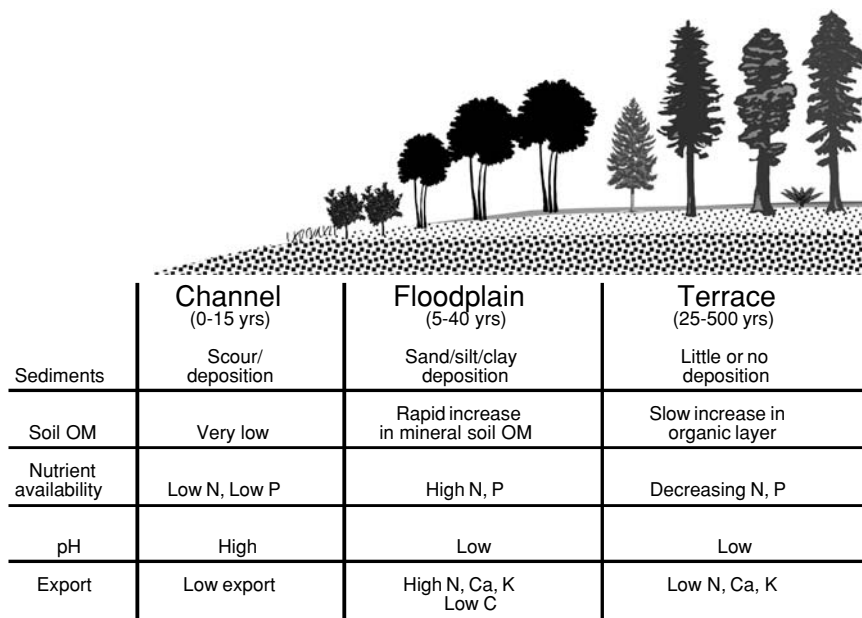 Channel
(0-15 yrs)
Floodplain
(5-40 yrs)
Terrace
(25-500 yrs)
Sediments
Scour/
deposition
Sand/silt/clay
deposition
Little or no
deposition
Soil OM
Very low
Rapid increase
in mineral soil OM
Slow increase in
organic layer
Nutrient
availability
Low N, Low P
High N, P
Decreasing N, P
pH
High
Low
Low
Export
Low export
High N, Ca, K
Low C
Low N, Ca, K